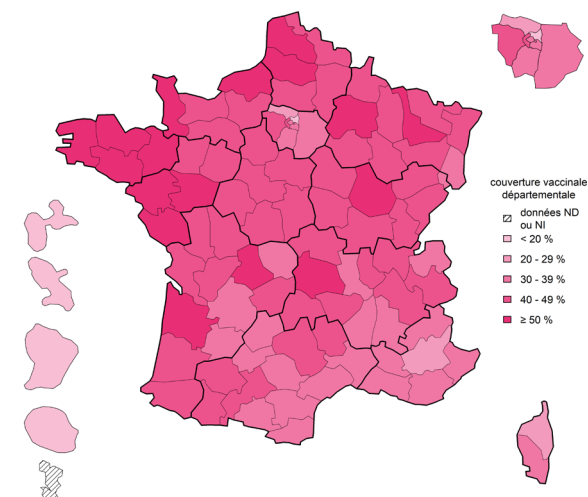 couverture vaccinale
départementale
données ND
ou NI
< 20 %
20 - 29 %
30 - 39 %
40 - 49 %
≥ 50 %